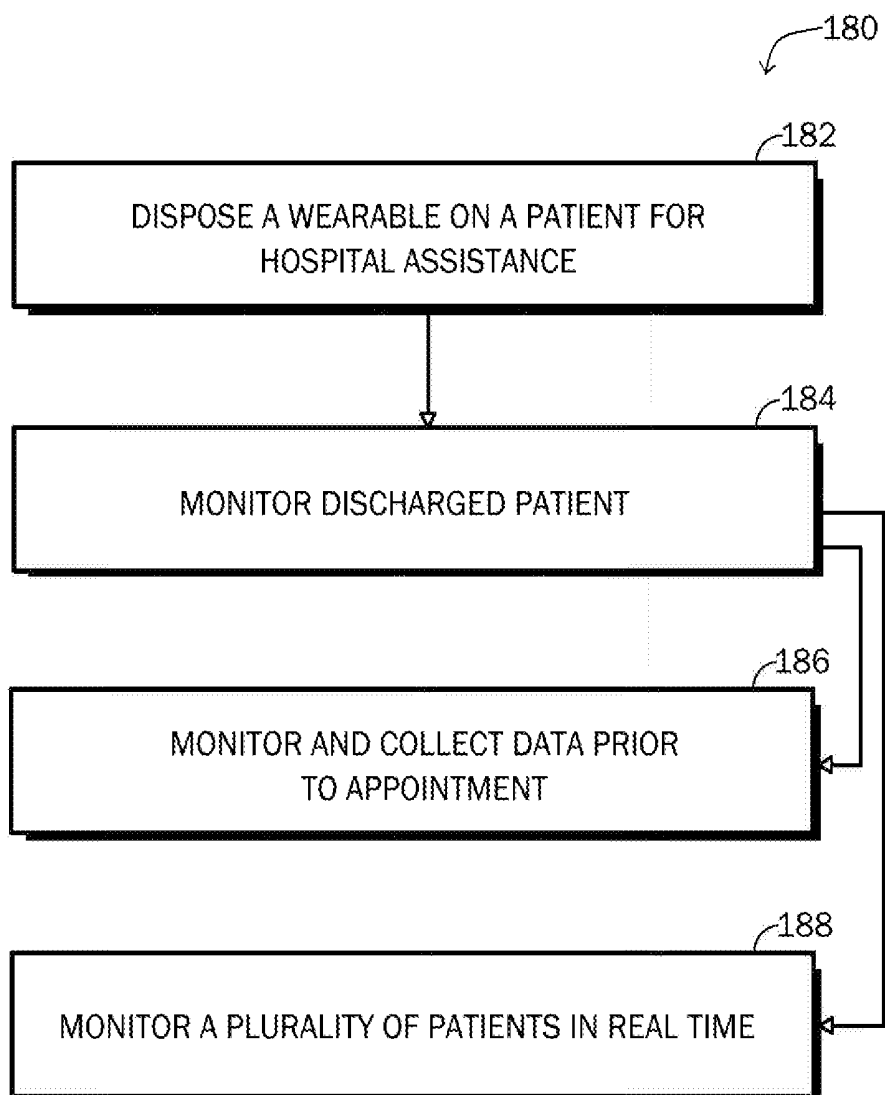 180
182
DISPOSE A WEARABLE ON A PATIENT FOR
HOSPITAL ASSISTANCE
184
MONITOR DISCHARGED PATIENT
186
MONITOR AND COLLECT DATA PRIOR
TO APPOINTMENT
188
MONITOR A PLURALITY OF PATIENTS IN REAL TIME